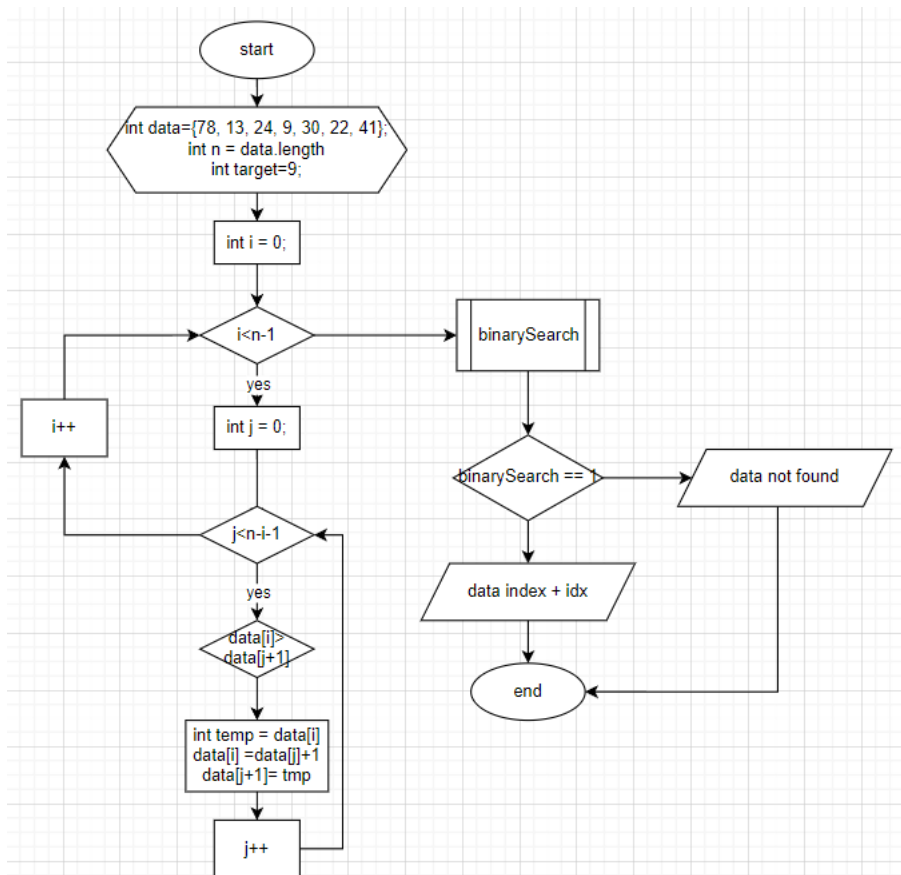 start
int data={78, 13, 24, 9, 30, 22, 41};
int n = data.length
int target=9;
int i = 0;
i<n-1
binarySearch
yes
i++
int j = 0;
binarySearch == 1
data not found
j<n-i-1
yes
data index + idx
data[i]>
data[j+1]
end
int temp = data[i]
data[i] =data[j]+1
data[j+1]= tmp
j++